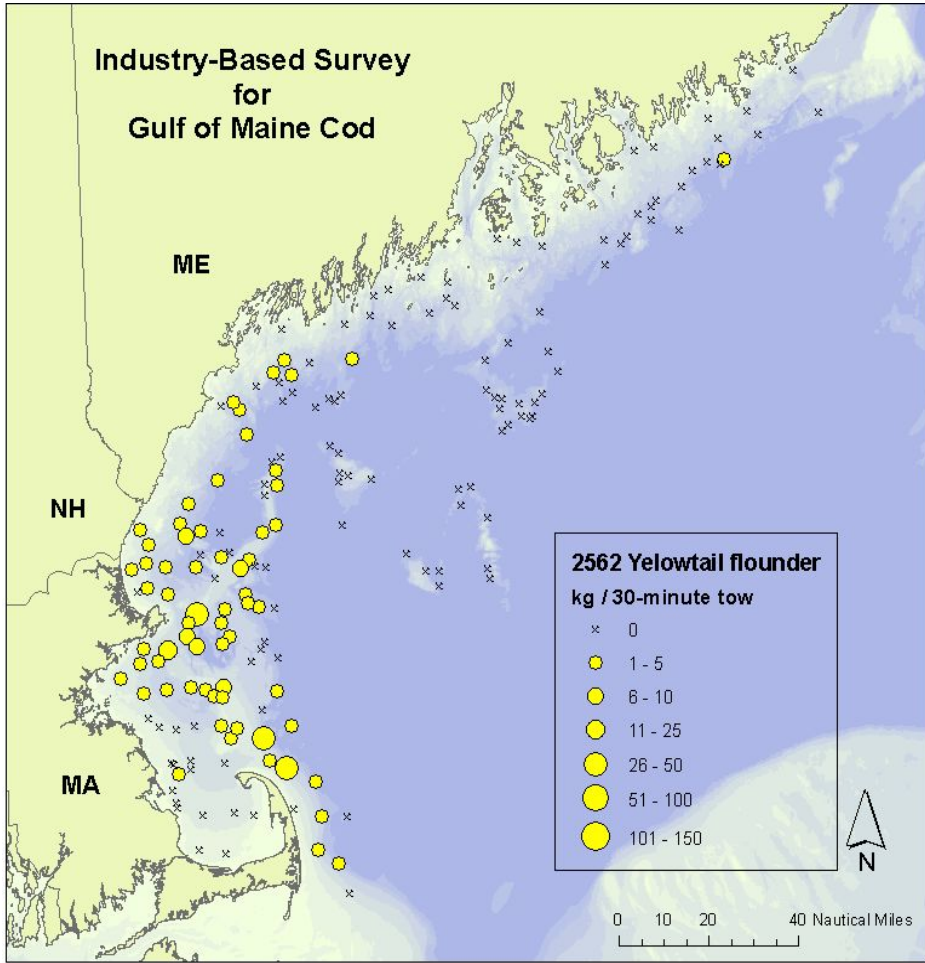 Industry-Based Survey
for
Gulf of Maine Cod
ME
NH
MA
2562 Yelowtail flounder
kg / 30-minute tow
0
1 - 5
6 - 10
11 - 25
26 - 50
51 - 100
101 - 150
N
0 10 20 40 Nautical Miles